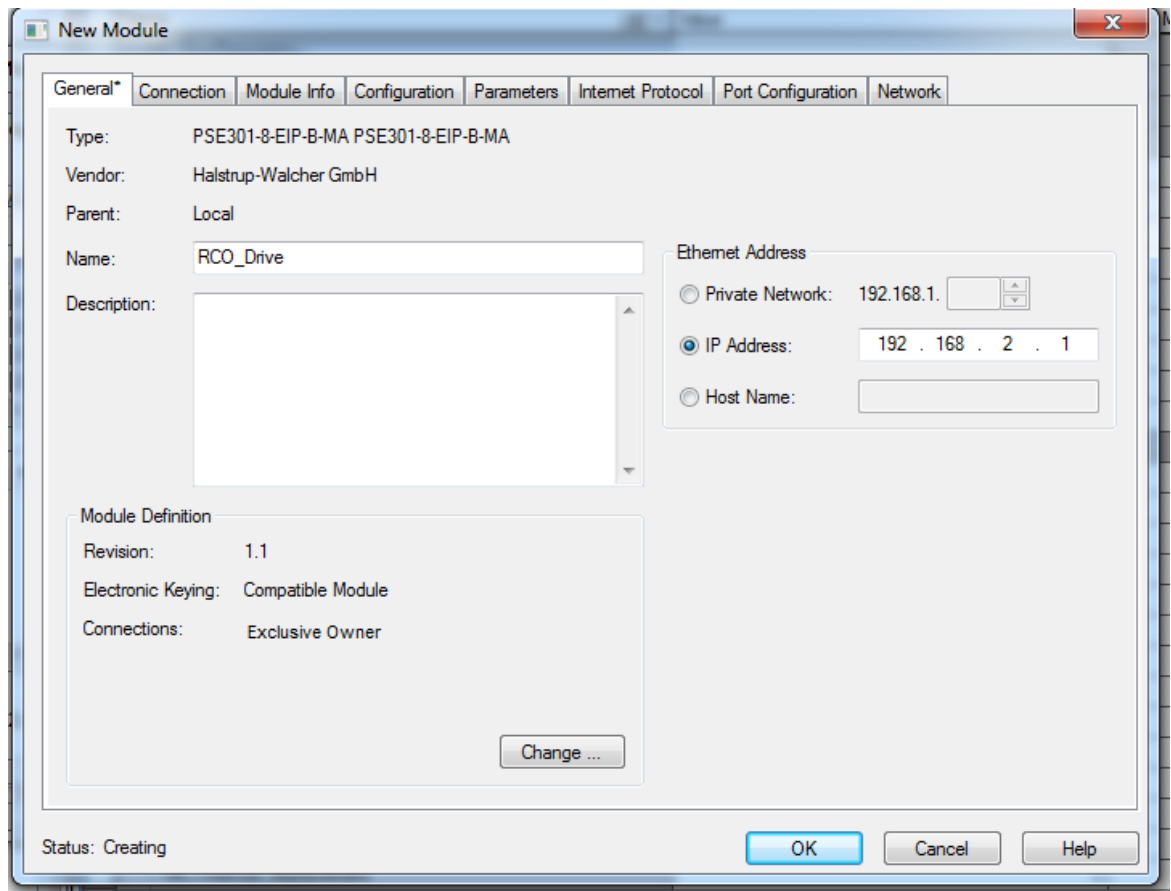 New Module
General* Connection Module Info Configuration Parameters Internet Protocol Port Configuration Network
Type: PSE301-8-EIP-B-MA PSE301-8-EIP-B-MA
Vendor: Halstrup-Walcher GmbH
Parent: Local
Name: RCO_Drive
Description:
Ethernet Address
Private Network: 192.168.1.
IP Address: 192 . 168 . 2 . 1
Host Name:
Module Definition
Revision: 1.1
Electronic Keying: Compatible Module
Connections: Exclusive Owner
Change ...
Status: Creating
OK Cancel Help